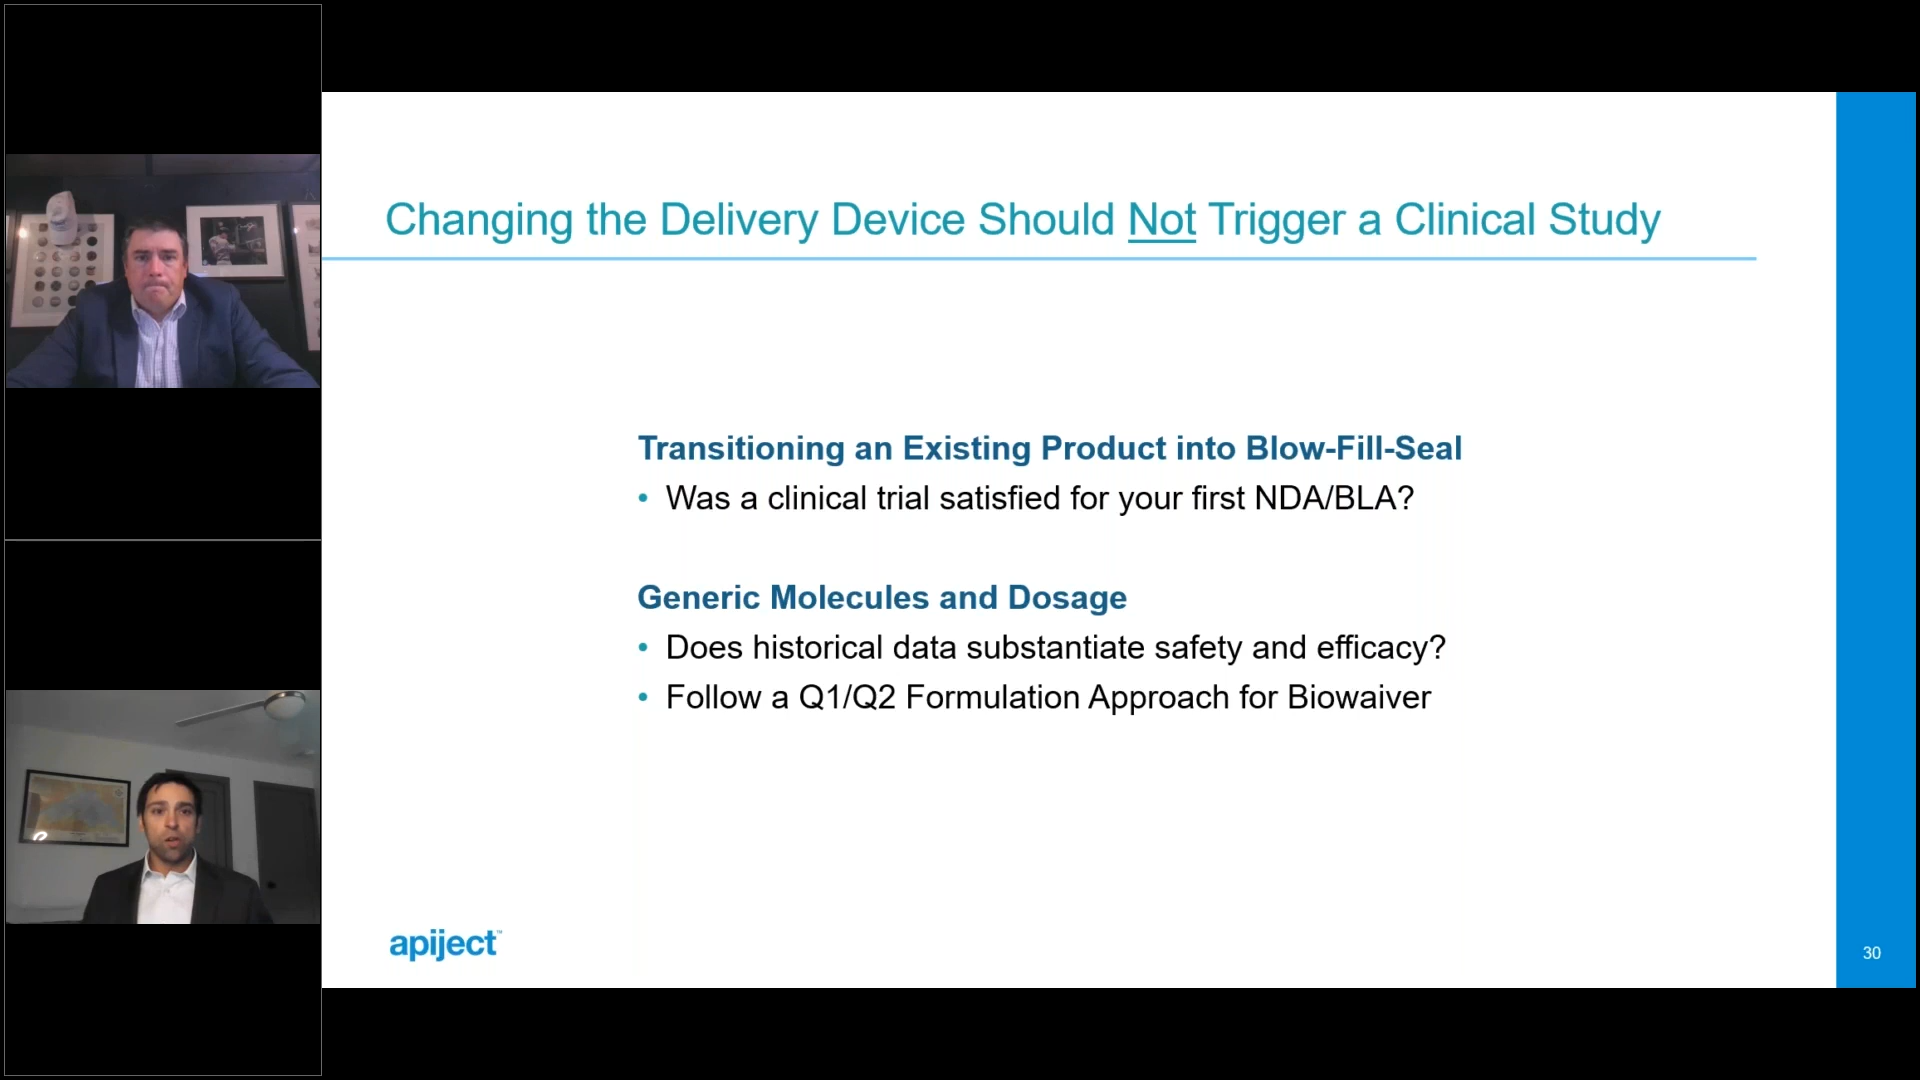 Changing the Delivery Device Should Not Trigger a Clinical Study
Transitioning an Existing Product into Blow-Fill-Seal
• Was a clinical trial satisfied for your first NDA/BLA?
Generic Molecules and Dosage
• Does historical data substantiate safety and efficacy?
• Follow a Q1/Q2 Formulation Approach for Biowaiver
apiject™
30